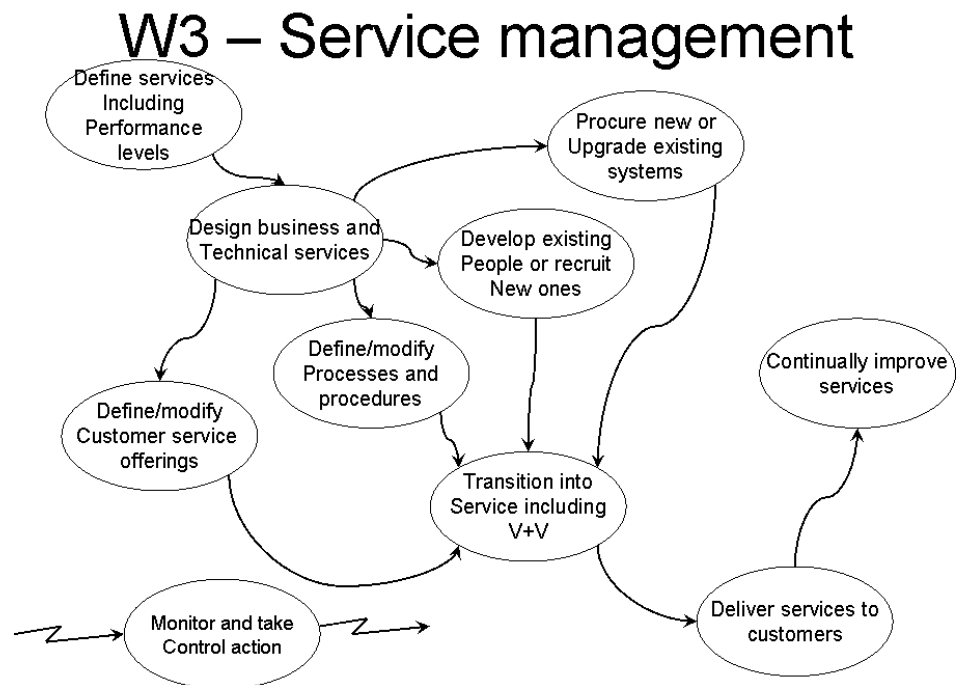 W3 – Service management
Define services
Including
Performance
levels
Procure new or
Upgrade existing
systems
Design business and
Technical services
Develop existing
People or recruit
New ones
Define/modify
Processes and
procedures
Continually improve
services
Define/modify
Customer service
offerings
Transition into
Service including
V+V
Monitor and take
Control action
Deliver services to
customers